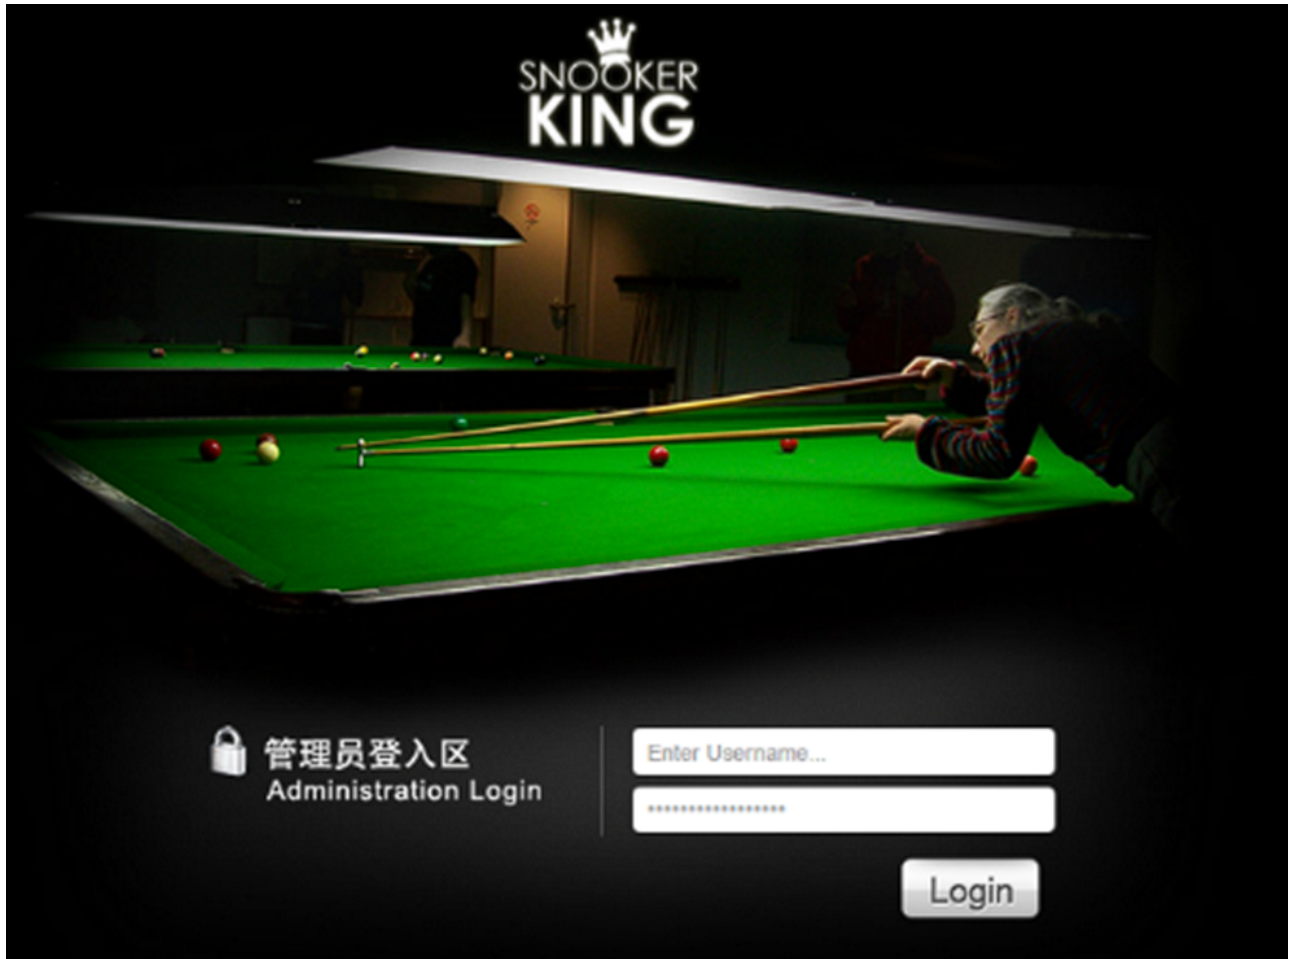 SNOOKER
KING
管理员登入区
Administration Login
Enter Username...
•••••••••••••••••
Login